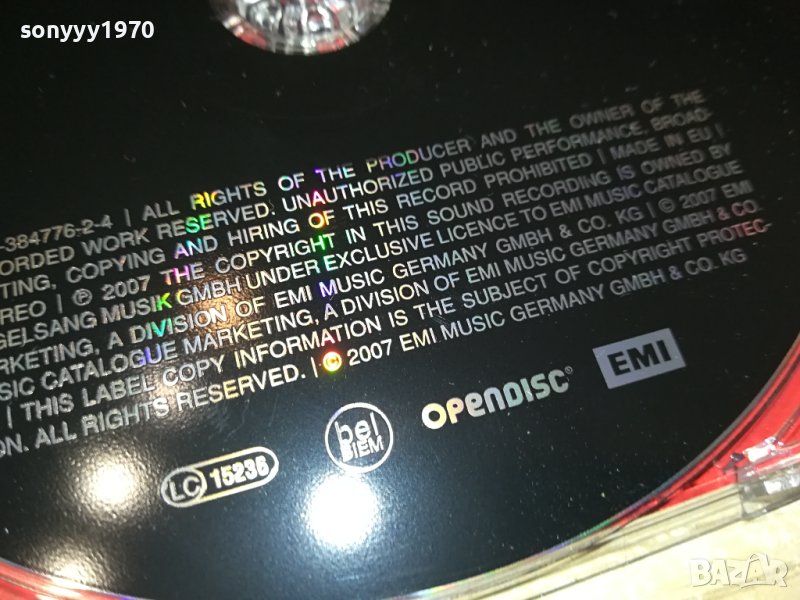 sonyyy1970
-384776-2-4 | ALL RIGHTS OF THE PRODUCER AND THE OWNER OF THE
ORDED WORK RESERVED. UNAUTHORIZED PUBLIC PERFORMANCE, BROAD-
TING, COPYING AND HIRING OF THIS RECORD PROHIBITED | MADE IN EU |
REO | ℗ 2007 THE COPYRIGHT IN THIS SOUND RECORDING IS OWNED BY
GELSANG MUSIK GMBH UNDER EXCLUSIVE LICENCE TO EMI MUSIC CATALOGUE
RKETING, A DIVISION OF EMI MUSIC GERMANY GMBH & CO. KG | © 2007 EMI
SIC CATALOGUE MARKETING, A DIVISION OF EMI MUSIC GERMANY GMBH & CO.
| THIS LABEL COPY INFORMATION IS THE SUBJECT OF COPYRIGHT PROTEC-
ON. ALL RIGHTS RESERVED. | © 2007 EMI MUSIC GERMANY GMBH & CO. KG
LC 15236
bel BIEM
OPENDISC
EMI
BAZAR